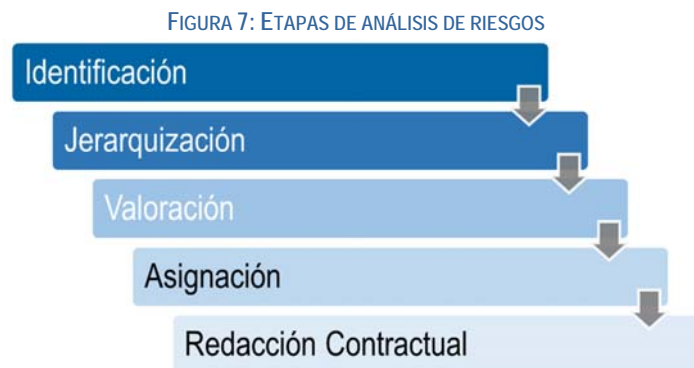 FIGURA 7: ETAPAS DE ANÁLISIS DE RIESGOS
Identificación
Jerarquización
Valoración
Asignación
Redacción Contractual